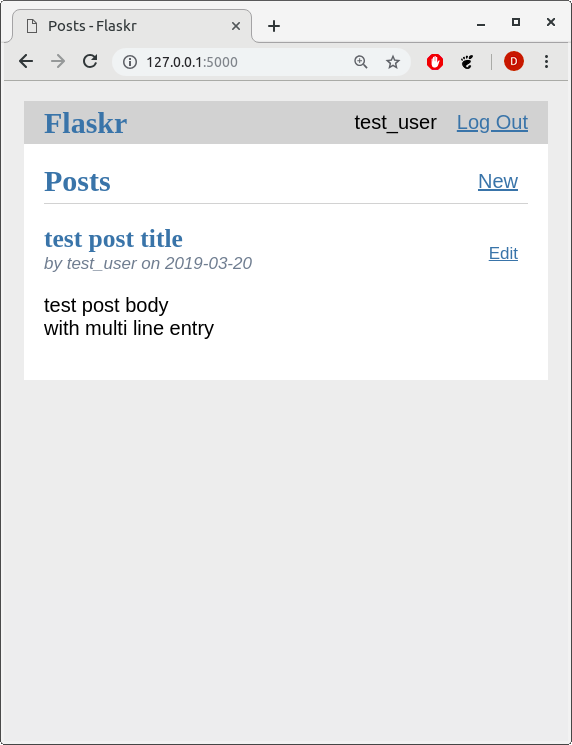 Posts - Flaskr
127.0.0.1:5000
D
Flaskr test_user Log Out
Posts New
test post title
by test_user on 2019-03-20 Edit
test post body
with multi line entry